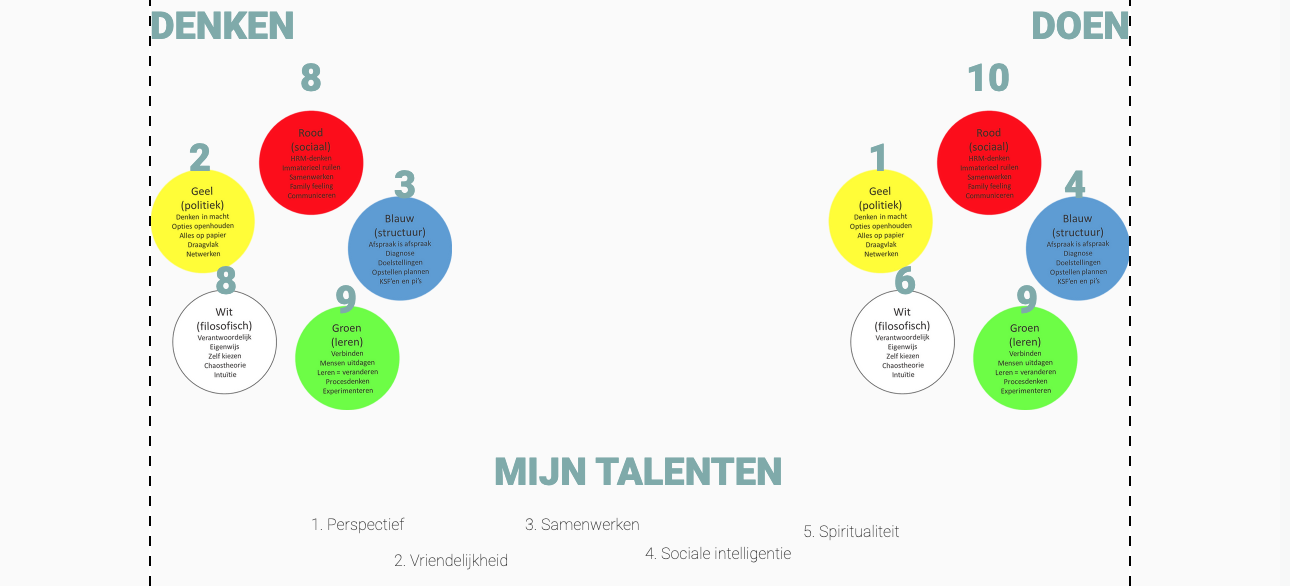 DENKEN
DOEN
8
Rood
(sociaal)
HRM-denken
Immaterieel ruilen
Samenwerken
Family feeling
Communiceren
2
Geel
(politiek)
Denken in macht
Opties openhouden
Alles op papier
Draagvlak
Netwerken
3
Blauw
(structuur)
Afspraak is afspraak
Diagnose
Doelstellingen
Opstellen plannen
KSF'en en pi's
8
Wit
(filosofisch)
Verantwoordelijk
Eigenwijs
Zelf kiezen
Chaostheorie
Intuïtie
9
Groen
(leren)
Verbinden
Mensen uitdagen
Leren = veranderen
Procesdenken
Experimenteren
10
Rood
(sociaal)
HRM-denken
Immaterieel ruilen
Samenwerken
Family feeling
Communiceren
1
Geel
(politiek)
Denken in macht
Opties openhouden
Alles op papier
Draagvlak
Netwerken
4
Blauw
(structuur)
Afspraak is afspraak
Diagnose
Doelstellingen
Opstellen plannen
KSF'en en pi's
6
Wit
(filosofisch)
Verantwoordelijk
Eigenwijs
Zelf kiezen
Chaostheorie
Intuïtie
9
Groen
(leren)
Verbinden
Mensen uitdagen
Leren = veranderen
Procesdenken
Experimenteren
MIJN TALENTEN
1. Perspectief
2. Vriendelijkheid
3. Samenwerken
4. Sociale intelligentie
5. Spiritualiteit